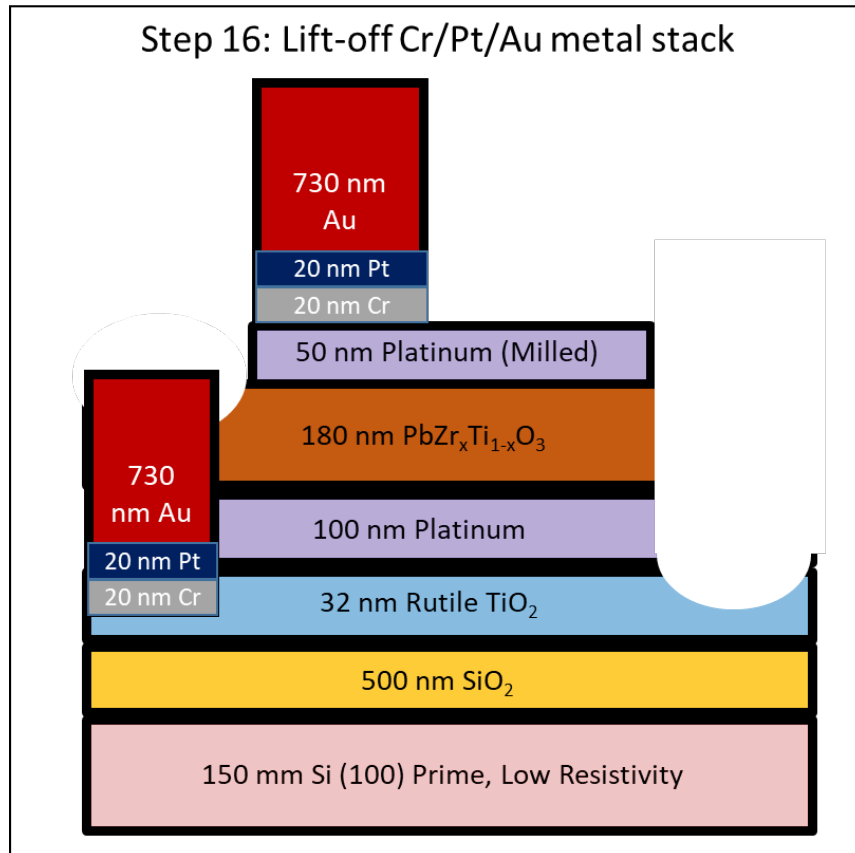 Step 16: Lift-off Cr/Pt/Au metal stack
730 nm
Au
20 nm Pt
20 nm Cr
50 nm Platinum (Milled)
180 nm PbZrₓTi₁₋ₓO₃
730
nm Au
100 nm Platinum
20 nm Pt
20 nm Cr
32 nm Rutile TiO₂
500 nm SiO₂
150 mm Si (100) Prime, Low Resistivity